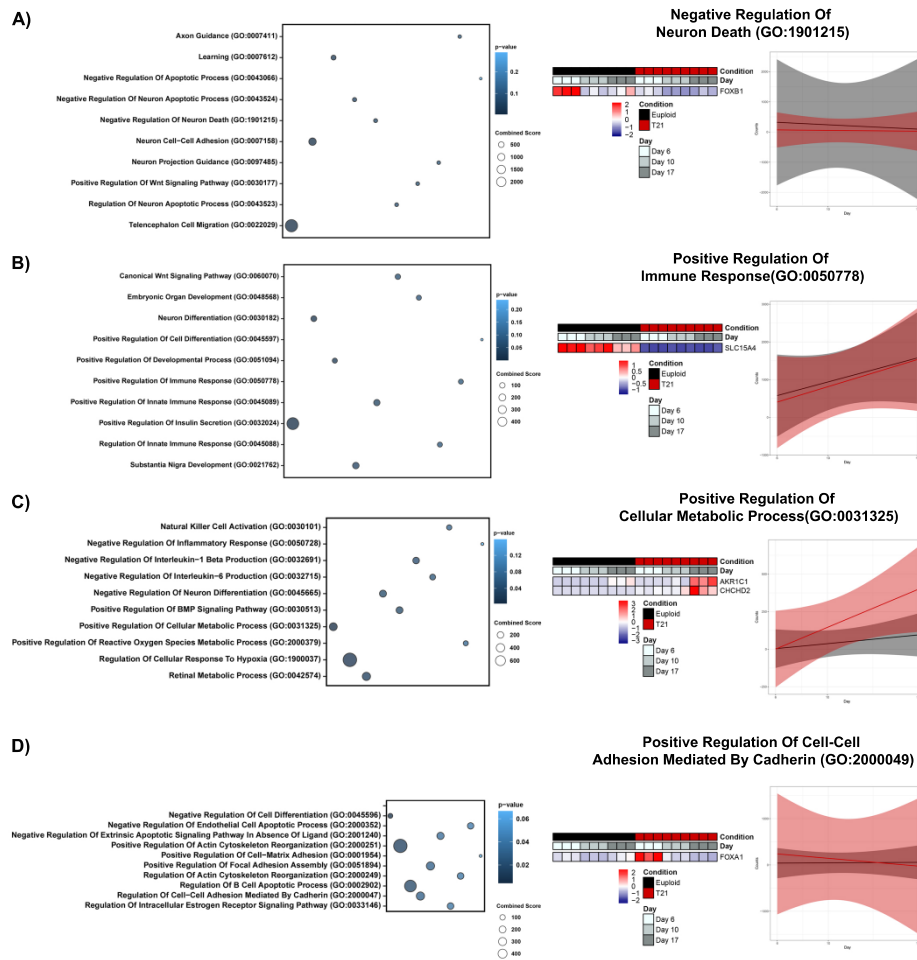 A)
Axon Guidance (GO:0007411)
Learning (GO:0007612)
Negative Regulation Of Apoptotic Process (GO:0043066)
Negative Regulation Of Neuron Apoptotic Process (GO:0043524)
Negative Regulation Of Neuron Death (GO:1901215)
Neuron Cell−Cell Adhesion (GO:0007158)
Neuron Projection Guidance (GO:0097485)
Positive Regulation Of Wnt Signaling Pathway (GO:0030177)
Regulation Of Neuron Apoptotic Process (GO:0043523)
Telencephalon Cell Migration (GO:0022029)
p-value
0.2
0.1
Combined Score
500
1000
1500
2000
Negative Regulation Of
Neuron Death (GO:1901215)
Condition
Day
FOXB1
2
1
0
−1
−2
Condition
Euploid
T21
Day
Day 6
Day 10
Day 17
Counts
Day
B)
Canonical Wnt Signaling Pathway (GO:0060070)
Embryonic Organ Development (GO:0048568)
Neuron Differentiation (GO:0030182)
Positive Regulation Of Cell Differentiation (GO:0045597)
Positive Regulation Of Developmental Process (GO:0051094)
Positive Regulation Of Immune Response (GO:0050778)
Positive Regulation Of Innate Immune Response (GO:0045089)
Positive Regulation Of Insulin Secretion (GO:0032024)
Regulation Of Innate Immune Response (GO:0045088)
Substantia Nigra Development (GO:0021762)
p-value
0.20
0.15
0.10
0.05
Combined Score
100
200
300
400
Positive Regulation Of
Immune Response(GO:0050778)
Condition
Day
SLC15A4
1
0.5
0
−0.5
−1
Condition
Euploid
T21
Day
Day 6
Day 10
Day 17
Counts
Day
C)
Natural Killer Cell Activation (GO:0030101)
Negative Regulation Of Inflammatory Response (GO:0050728)
Negative Regulation Of Interleukin−1 Beta Production (GO:0032691)
Negative Regulation Of Interleukin−6 Production (GO:0032715)
Negative Regulation Of Neuron Differentiation (GO:0045665)
Positive Regulation Of BMP Signaling Pathway (GO:0030513)
Positive Regulation Of Cellular Metabolic Process (GO:0031325)
Positive Regulation Of Reactive Oxygen Species Metabolic Process (GO:2000379)
Regulation Of Cellular Response To Hypoxia (GO:1900037)
Retinal Metabolic Process (GO:0042574)
p-value
0.12
0.08
0.04
Combined Score
200
400
600
Positive Regulation Of
Cellular Metabolic Process(GO:0031325)
Condition
Day
AKR1C1
CHCHD2
3
2
1
0
−1
−2
−3
Condition
Euploid
T21
Day
Day 6
Day 10
Day 17
Counts
Day
D)
Negative Regulation Of Cell Differentiation (GO:0045596)
Negative Regulation Of Endothelial Cell Apoptotic Process (GO:2000352)
Negative Regulation Of Extrinsic Apoptotic Signaling Pathway In Absence Of Ligand (GO:2001240)
Positive Regulation Of Actin Cytoskeleton Reorganization (GO:2000251)
Positive Regulation Of Cell−Matrix Adhesion (GO:0001954)
Positive Regulation Of Focal Adhesion Assembly (GO:0051894)
Regulation Of Actin Cytoskeleton Reorganization (GO:2000249)
Regulation Of B Cell Apoptotic Process (GO:0002902)
Regulation Of Cell−Cell Adhesion Mediated By Cadherin (GO:2000047)
Regulation Of Intracellular Estrogen Receptor Signaling Pathway (GO:0033146)
p-value
0.06
0.04
0.02
Combined Score
100
200
300
400
Positive Regulation Of Cell-Cell
Adhesion Mediated By Cadherin (GO:2000049)
Condition
Day
FOXA1
2
1
0
−1
−2
Condition
Euploid
T21
Day
Day 6
Day 10
Day 17
Counts
Day